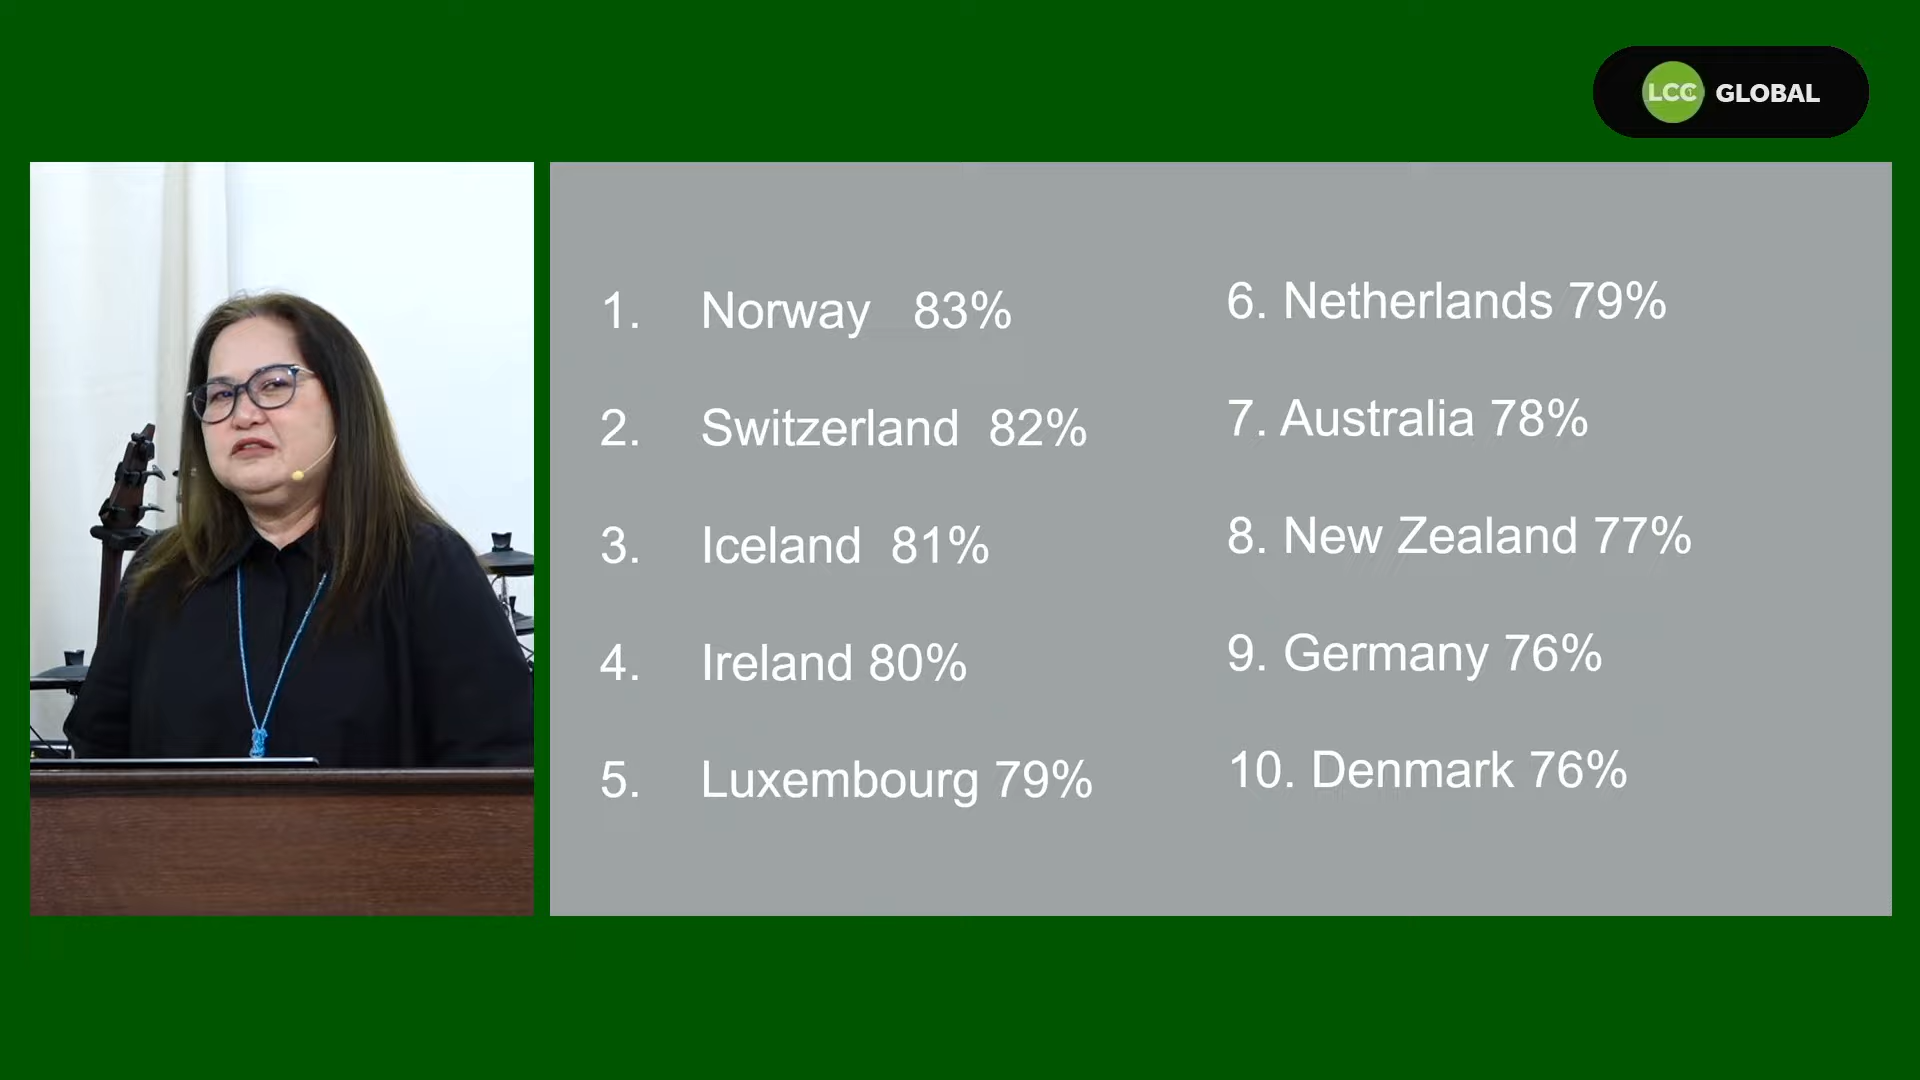 LCC GLOBAL
1. Norway 83%
2. Switzerland 82%
3. Iceland 81%
4. Ireland 80%
5. Luxembourg 79%
6. Netherlands 79%
7. Australia 78%
8. New Zealand 77%
9. Germany 76%
10. Denmark 76%